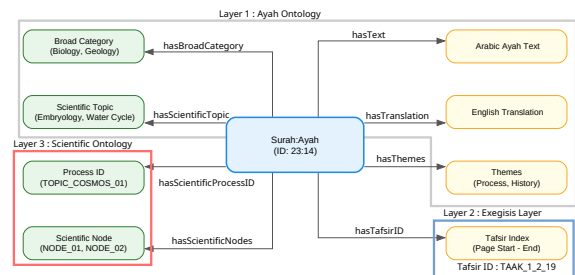 Layer 1 : Ayah Ontology
Broad Category
(Biology, Geology)
hasBroadCategory
hasText
Arabic Ayah Text
Scientific Topic
(Embryology, Water Cycle)
hasScientificTopic
hasTranslation
English Translation
Surah:Ayah
(ID: 23:14)
Layer 3 : Scientific Ontology
Process ID
(TOPIC_COSMOS_01)
hasScientificProcessID
hasThemes
Themes
(Process, History)
Layer 2 : Exegisis Layer
Scientific Node
(NODE_01, NODE_02)
hasScientificNodes
hasTafsirID
Tafsir Index
(Page Start - End)
Tafsir ID : TAAK_1_2_19